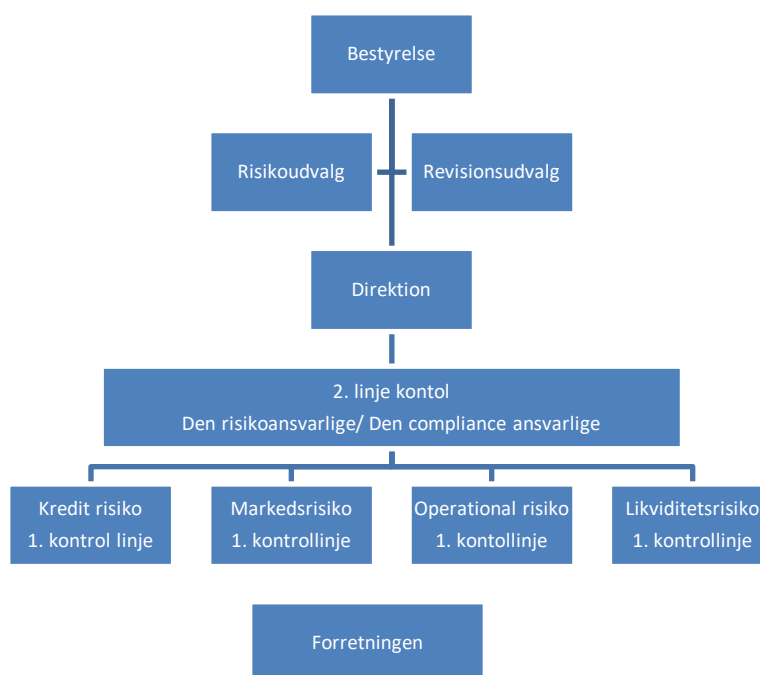 Bestyrelse
Risikoudvalg
Revisionsudvalg
Direktion
2. linje kontol
Den risikoansvarlige/ Den compliance ansvarlige
Kredit risiko
1. kontrol linje
Markedsrisiko
1. kontrollinje
Operational risiko
1. kontollinje
Likviditetsrisiko
1. kontrollinje
Forretningen